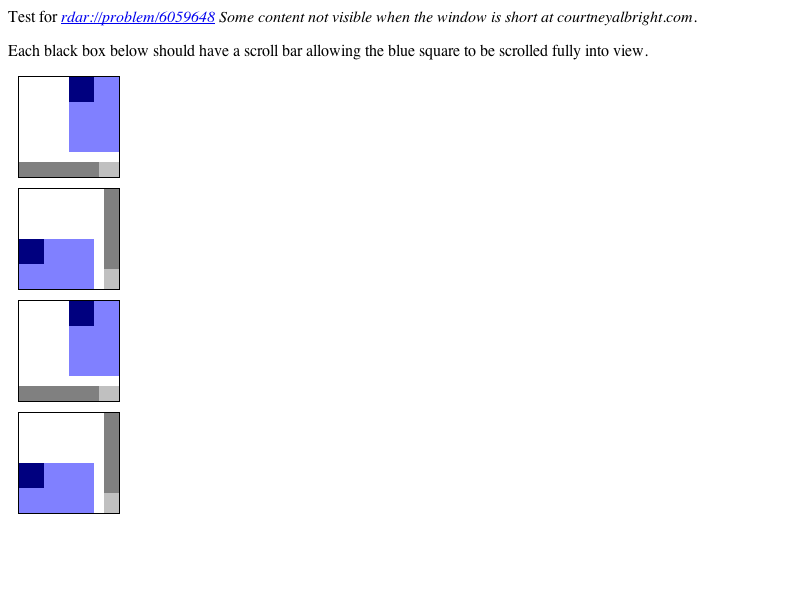 Test for rdar://problem/6059648 Some content not visible when the window is short at courtneyalbright.com.
Each black box below should have a scroll bar allowing the blue square to be scrolled fully into view.